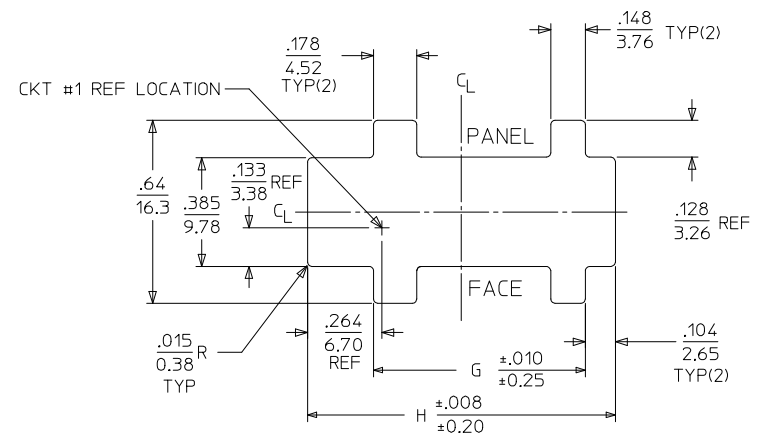 .178
4.52
TYP(2)
.148
3.76 TYP(2)
CKT #1 REF LOCATION
CL
PANEL
.64
16.3
.385
9.78
.133
3.38 REF
CL
.128
3.26 REF
FACE
.015
0.38 R
TYP
.264
6.70
REF
G ±.010
±0.25
.104
2.65
TYP(2)
H ±.008
±0.20